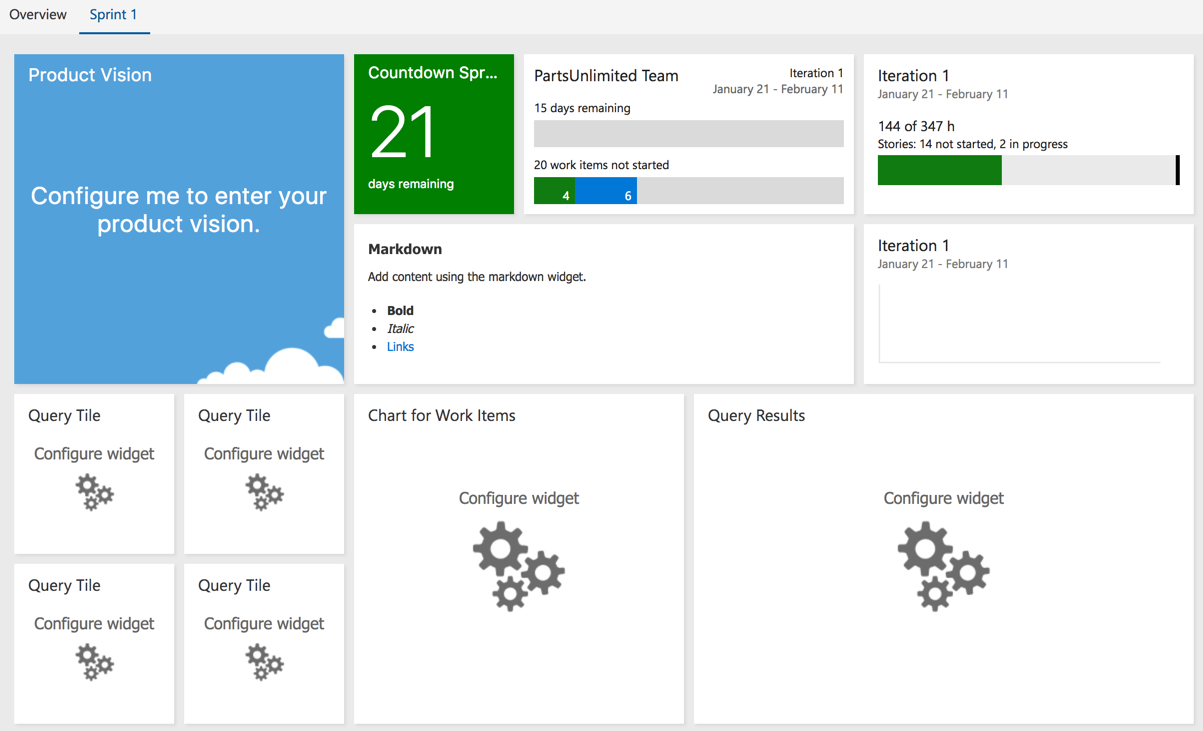 Overview
Sprint 1
Product Vision
Configure me to enter your
product vision.
Countdown Spr...
21
days remaining
PartsUnlimited Team
Iteration 1
January 21 - February 11
15 days remaining
20 work items not started
4
6
Iteration 1
January 21 - February 11
144 of 347 h
Stories: 14 not started, 2 in progress
Markdown
Add content using the markdown widget.
• Bold
• Italic
• Links
Iteration 1
January 21 - February 11
Query Tile
Configure widget
Query Tile
Configure widget
Chart for Work Items
Configure widget
Query Results
Configure widget
Query Tile
Configure widget
Query Tile
Configure widget